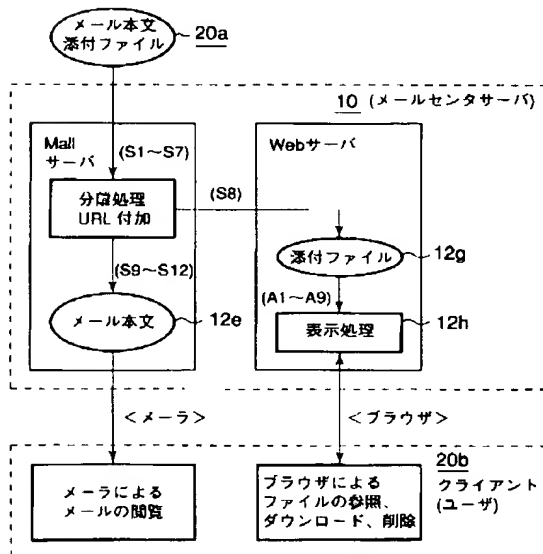 メール本文
添付ファイル
20a
10 (メールセンタサーバ)
Mail
サーバ
(S1〜S7)
Webサーバ
分離処理
URL付加
(S8)
添付ファイル
12g
(S9〜S12)
(A1〜A9)
メール本文
12e
表示処理
12h
<メーラ>
<ブラウザ>
20b
クライアント
(ユーザ)
メーラによる
メールの閲覧
ブラウザによる
ファイルの参照、
ダウンロード、削除